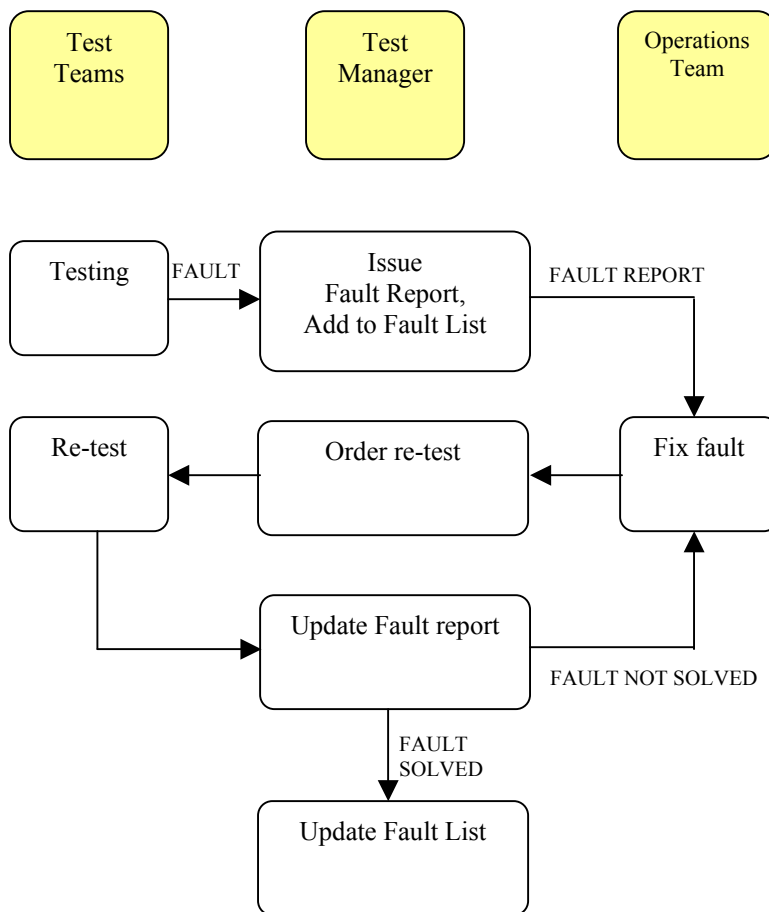 Test
Teams
Test
Manager
Operations
Team
Testing
FAULT
Issue
Fault Report,
Add to Fault List
FAULT REPORT
Re-test
Order re-test
Fix fault
Update Fault report
FAULT NOT SOLVED
FAULT
SOLVED
Update Fault List